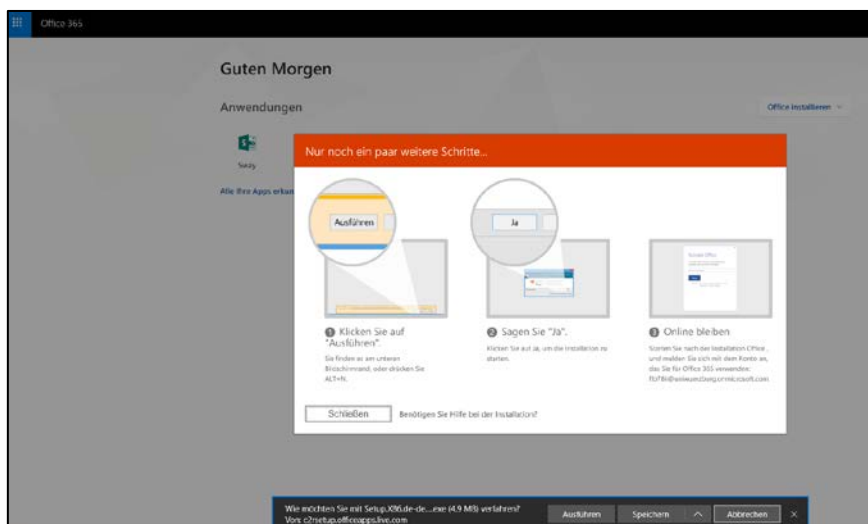 Office 365
Guten Morgen
Anwendungen
Office installieren
Sway
Alle Ihre Apps erkun
Nur noch ein paar weitere Schritte...
Ausführen
Ja
1 Klicken Sie auf
"Ausführen".
Sie finden es am unteren
Bildschirmrand, oder drücken Sie
ALT+N.
2 Sagen Sie "Ja".
Klicken Sie auf Ja, um die Installation zu
starten.
3 Online bleiben
Starten Sie nach der Installation Office ,
und melden Sie sich mit dem Konto an,
das Sie für Office 365 verwenden:
Schließen
Benötigen Sie Hilfe bei der Installation?
Wie möchten Sie mit Setup.X86.de-de....exe (4,9 MB) verfahren?
Von: c2rsetup.officeapps.live.com
Ausführen
Speichern
Abbrechen